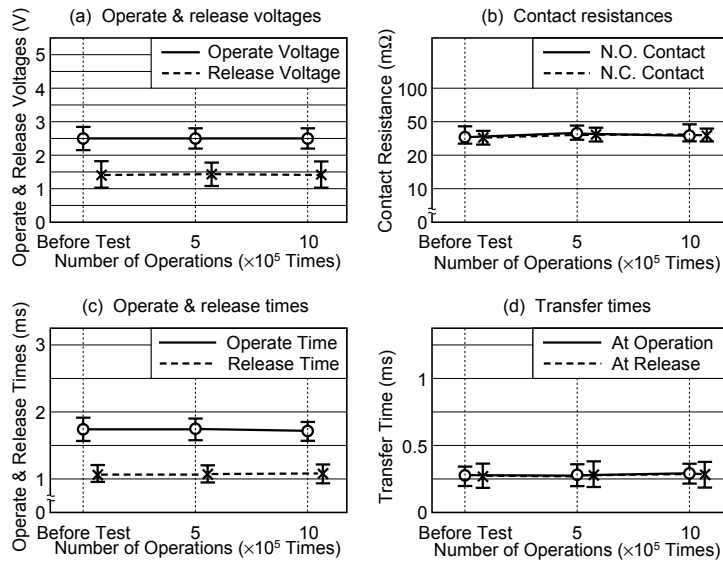 (a) Operate & release voltages
Operate & Release Voltages (V)
5
4
3
2
1
0
Operate Voltage
Release Voltage
Before Test
5
10
Number of Operations (×10⁵ Times)
(b) Contact resistances
Contact Resistance (mΩ)
100
50
20
10
0
N.O. Contact
N.C. Contact
Before Test
5
10
Number of Operations (×10⁵ Times)
(c) Operate & release times
Operate & Release Times (ms)
3
2
1
0
Operate Time
Release Time
Before Test
5
10
Number of Operations (×10⁵ Times)
(d) Transfer times
Transfer Time (ms)
1
0.5
0
At Operation
At Release
Before Test
5
10
Number of Operations (×10⁵ Times)